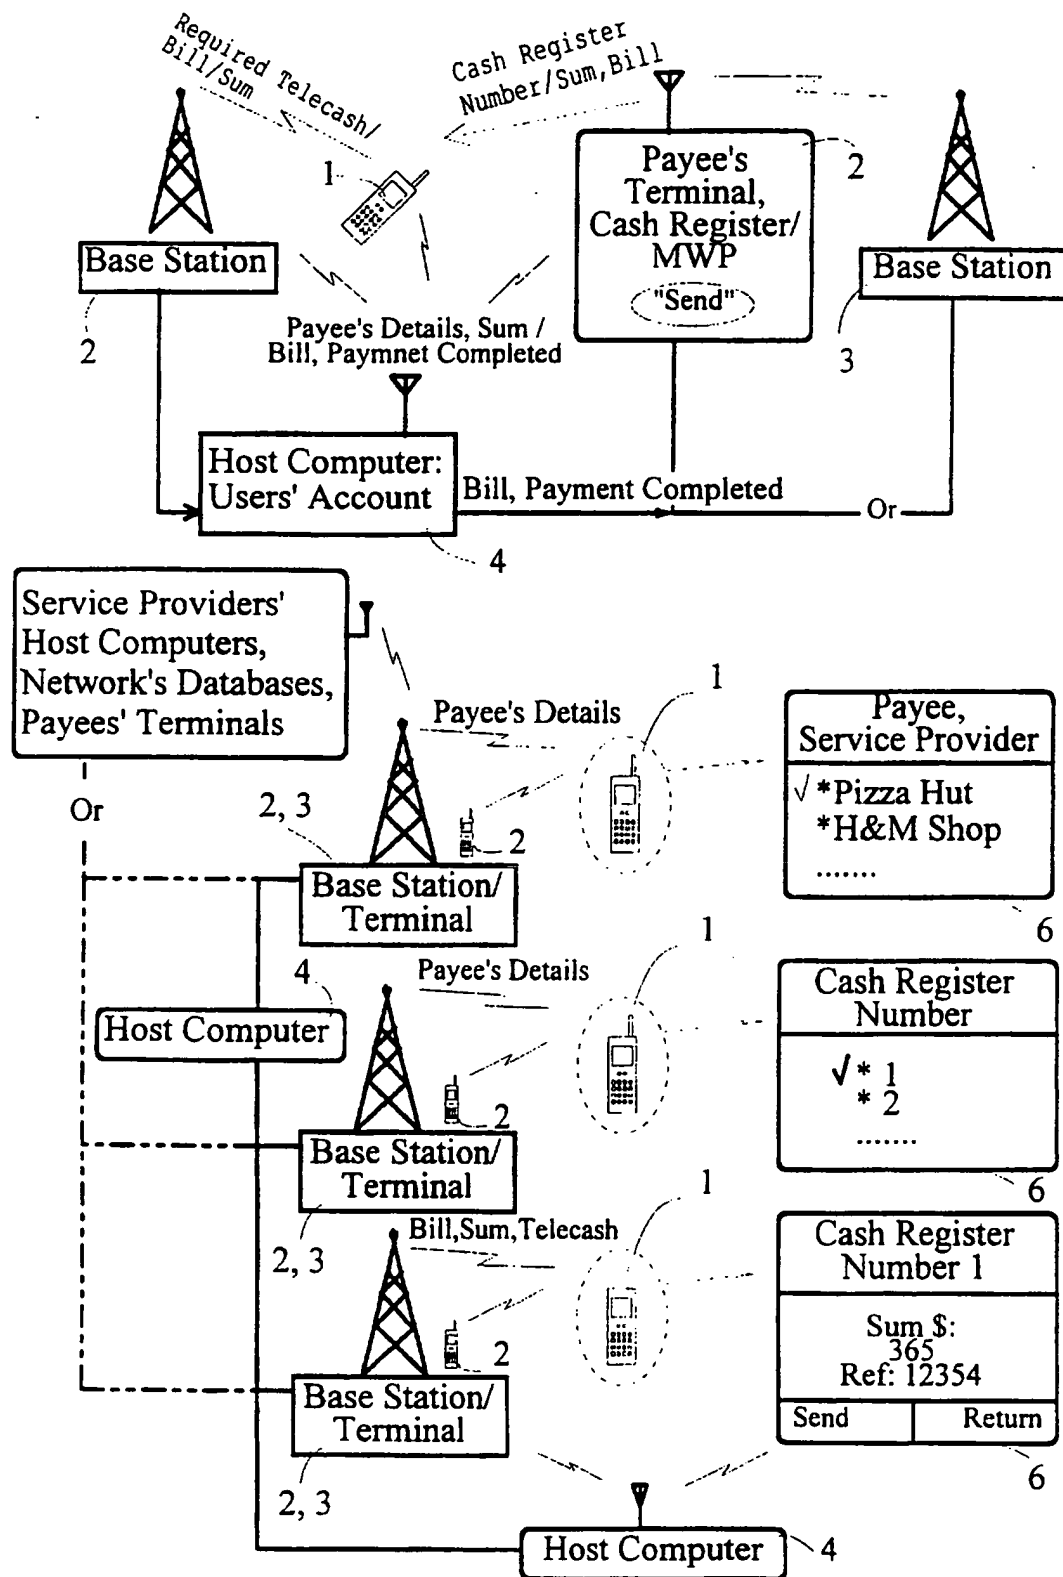 Required Telecash/
Bill/Sum
Cash Register
Number/Sum,Bill
1
Payee's
Terminal,
Cash Register/
MWP
"Send"
2
Base Station
2
Base Station
3
Payee's Details, Sum /
Bill, Paymnet Completed
Host Computer:
Users' Account
Bill, Payment Completed
Or
4
Service Providers'
Host Computers,
Network's Databases,
Payees' Terminals
Or
Payee's Details
1
Payee,
Service Provider
√ *Pizza Hut
*H&M Shop
.......
6
2, 3
2
Base Station/
Terminal
4
Host Computer
Payee's Details
1
Cash Register
Number
√ * 1
* 2
.......
6
2
Base Station/
Terminal
2, 3
Bill,Sum,Telecash
1
Cash Register
Number 1
Sum $:
365
Ref: 12354
Send Return
6
2
Base Station/
Terminal
2, 3
Host Computer
4